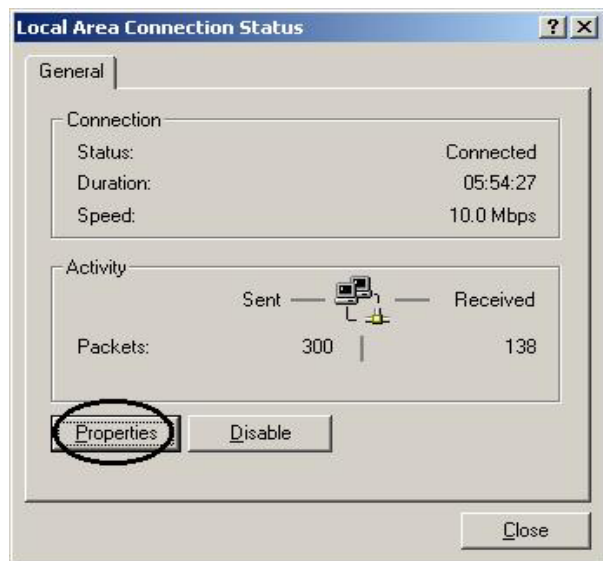 Local Area Connection Status
General
Connection
Status: Connected
Duration: 05:54:27
Speed: 10.0 Mbps
Activity
Sent Received
Packets: 300 138
Properties Disable
Close